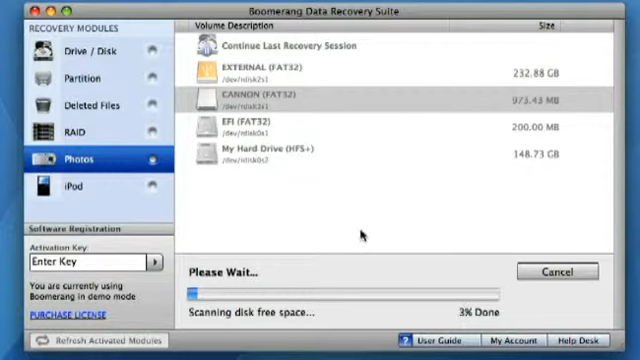 Boomerang Data Recovery Suite
RECOVERY MODULES
Volume Description Size
Drive / Disk
Partition
Deleted Files
RAID
Photos
iPod
Continue Last Recovery Session
EXTERNAL (FAT32) 232.88 GB
CANNON (FAT32) 973.43 MB
/dev/rdisk2s1
EFI (FAT32) 200.00 MB
/dev/rdisk0s1
My Hard Drive (HFS+) 148.73 GB
/dev/rdisk0s2
Software Registration
Activation Key:
Enter Key
You are currently using
Boomerang in demo mode
PURCHASE LICENSE
Refresh Activated Modules
Please Wait...
Cancel
Scanning disk free space... 3% Done
? User Guide My Account Help Desk